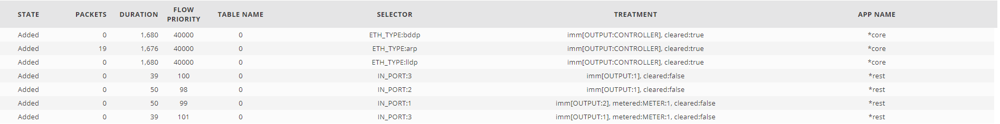 STATE PACKETS DURATION FLOW PRIORITY TABLE NAME SELECTOR TREATMENT APP NAME
Added 0 1,680 40000 0 ETH_TYPE:bddp imm[OUTPUT:CONTROLLER], cleared:true *core
Added 19 1,676 40000 0 ETH_TYPE:arp imm[OUTPUT:CONTROLLER], cleared:true *core
Added 0 1,680 40000 0 ETH_TYPE:lldp imm[OUTPUT:CONTROLLER], cleared:true *core
Added 0 39 100 0 IN_PORT:3 imm[OUTPUT:1], cleared:false *rest
Added 0 50 98 0 IN_PORT:2 imm[OUTPUT:1], cleared:false *rest
Added 0 50 99 0 IN_PORT:1 imm[OUTPUT:2], metered:METER:1, cleared:false *rest
Added 0 39 101 0 IN_PORT:3 imm[OUTPUT:1], metered:METER:1, cleared:false *rest